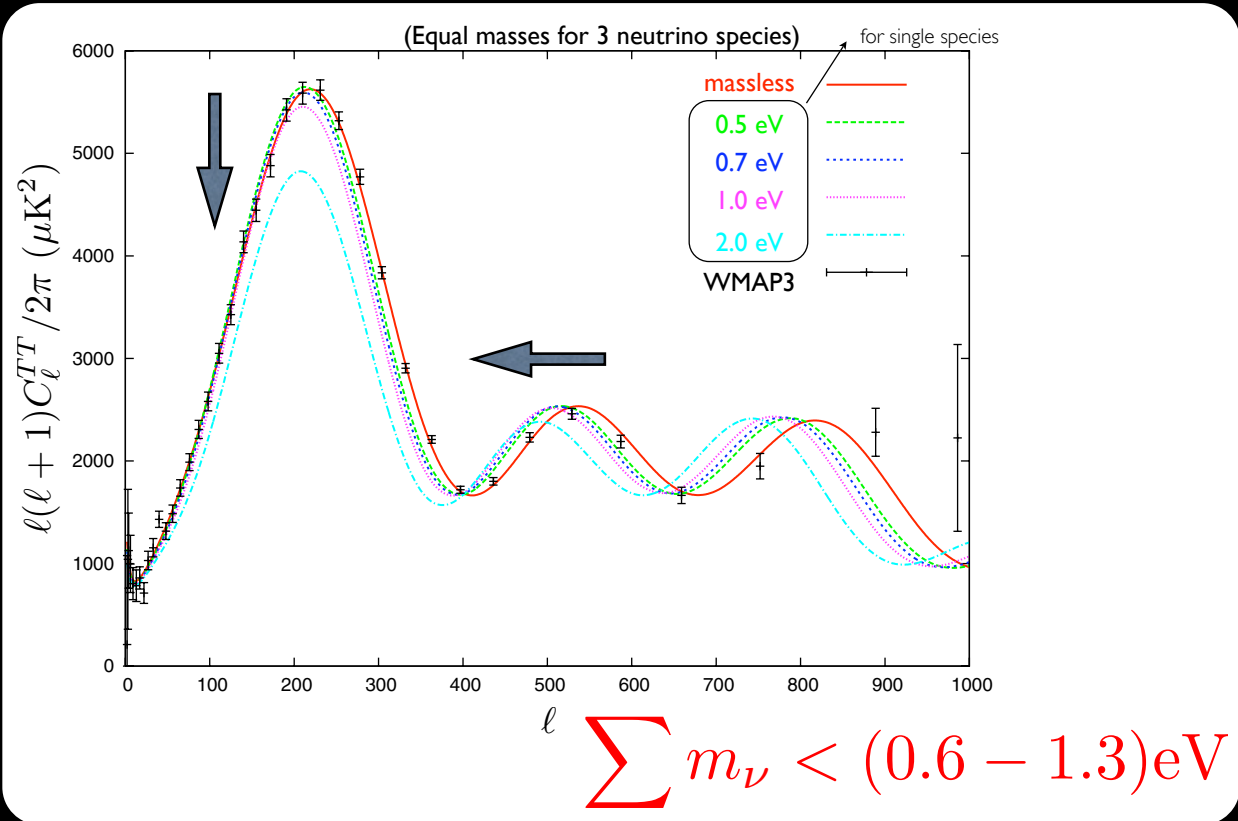 (Equal masses for 3 neutrino species)
for single species
massless
0.5 eV
0.7 eV
1.0 eV
2.0 eV
WMAP3
ℓ(ℓ + 1)C_ℓ^{TT}/2π (μK²)
6000
5000
4000
3000
2000
1000
0
0 100 200 300 400 500 600 700 800 900 1000
ℓ
∑ m_ν < (0.6 − 1.3)eV